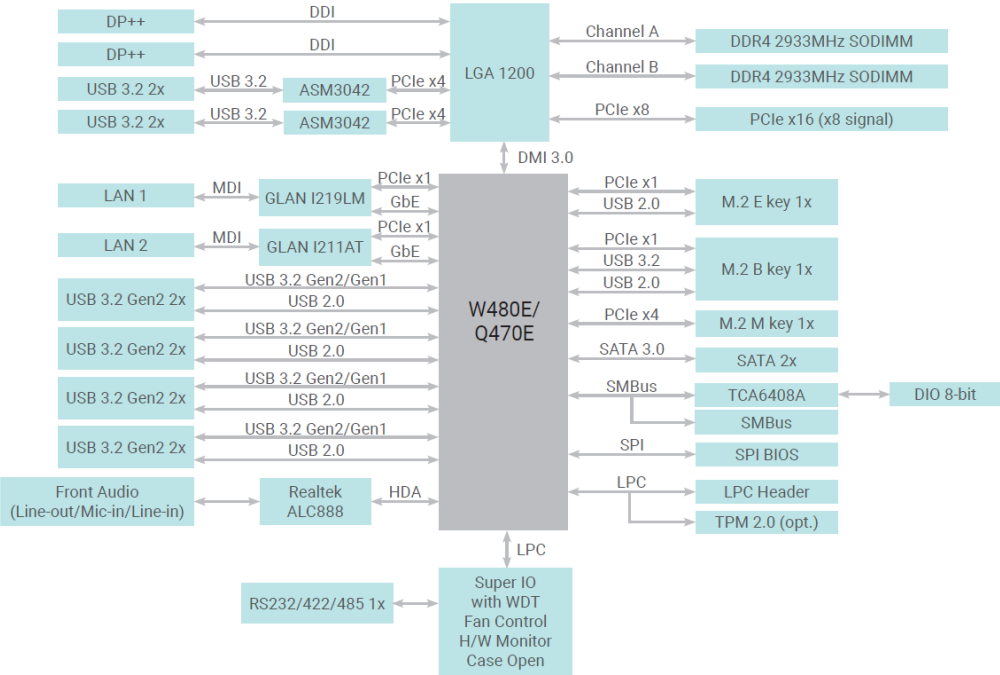 DP++
DDI
LGA 1200
Channel A
DDR4 2933MHz SODIMM
DP++
DDI
Channel B
DDR4 2933MHz SODIMM
USB 3.2 2x
USB 3.2
ASM3042
PCIe x4
USB 3.2 2x
USB 3.2
ASM3042
PCIe x4
PCIe x8
PCIe x16 (x8 signal)
DMI 3.0
LAN 1
MDI
GLAN I219LM
PCIe x1
GbE
LAN 2
MDI
GLAN I211AT
PCIe x1
GbE
USB 3.2 Gen2 2x
USB 3.2 Gen2/Gen1
USB 2.0
USB 3.2 Gen2 2x
USB 3.2 Gen2/Gen1
USB 2.0
USB 3.2 Gen2 2x
USB 3.2 Gen2/Gen1
USB 2.0
USB 3.2 Gen2 2x
USB 3.2 Gen2/Gen1
USB 2.0
Front Audio
(Line-out/Mic-in/Line-in)
Realtek
ALC888
HDA
W480E/
Q470E
PCIe x1
USB 2.0
M.2 E key 1x
PCIe x1
USB 3.2
USB 2.0
M.2 B key 1x
PCIe x4
M.2 M key 1x
SATA 3.0
SATA 2x
SMBus
TCA6408A
DIO 8-bit
SMBus
SPI
SPI BIOS
LPC
LPC Header
TPM 2.0 (opt.)
LPC
RS232/422/485 1x
Super IO
with WDT
Fan Control
H/W Monitor
Case Open